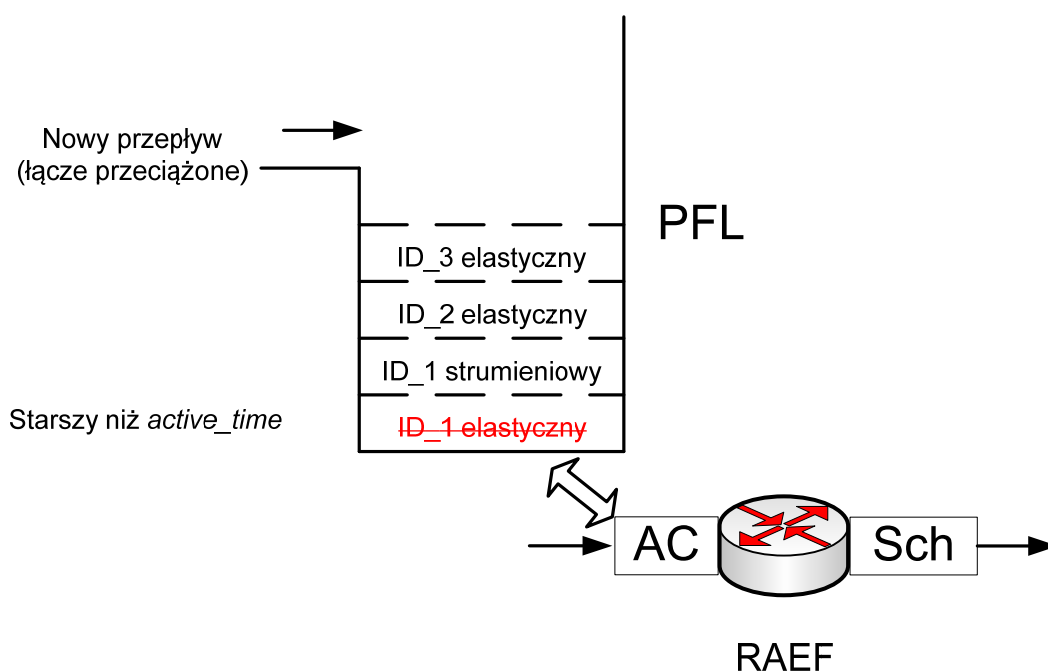 Nowy przepływ
(łącze przeciążone)
PFL
ID_3 elastyczny
ID_2 elastyczny
ID_1 strumieniowy
Starszy niż active_time
ID_1 elastyczny
AC
Sch
RAEF